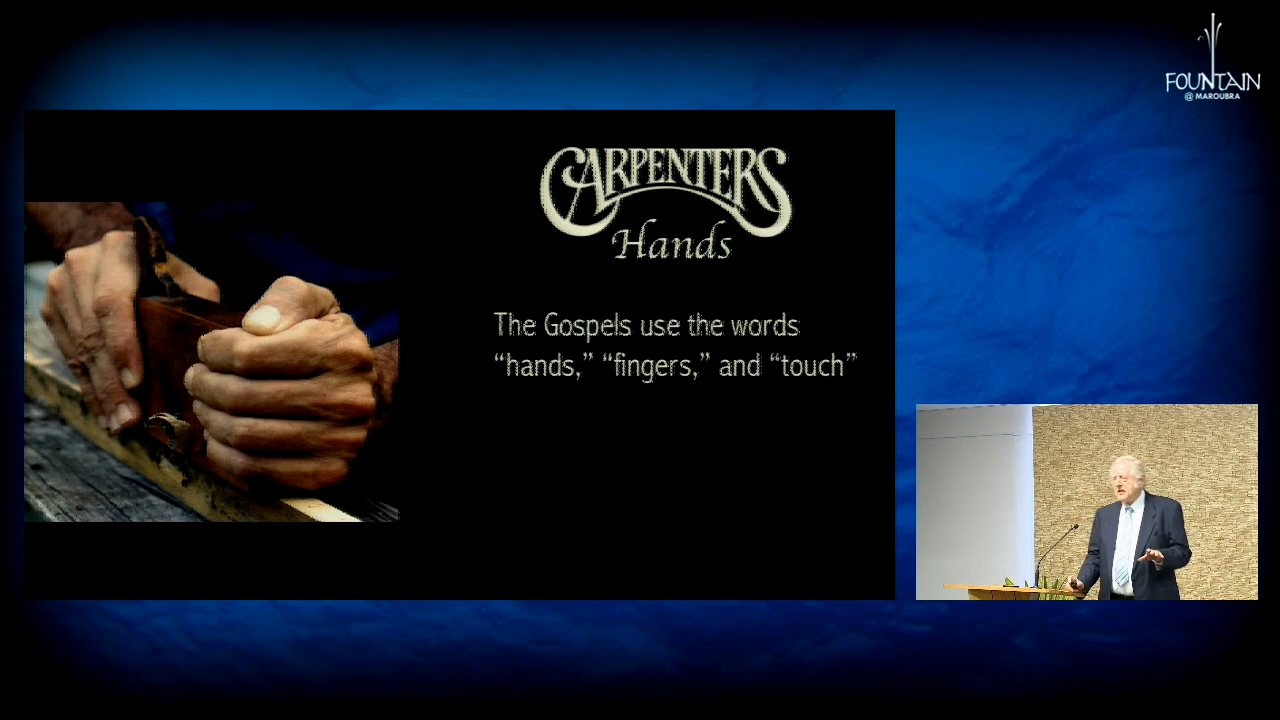 FOUNTAIN
@ MAROUBRA
CARPENTERS
Hands
The Gospels use the words
“hands,” “fingers,” and “touch”